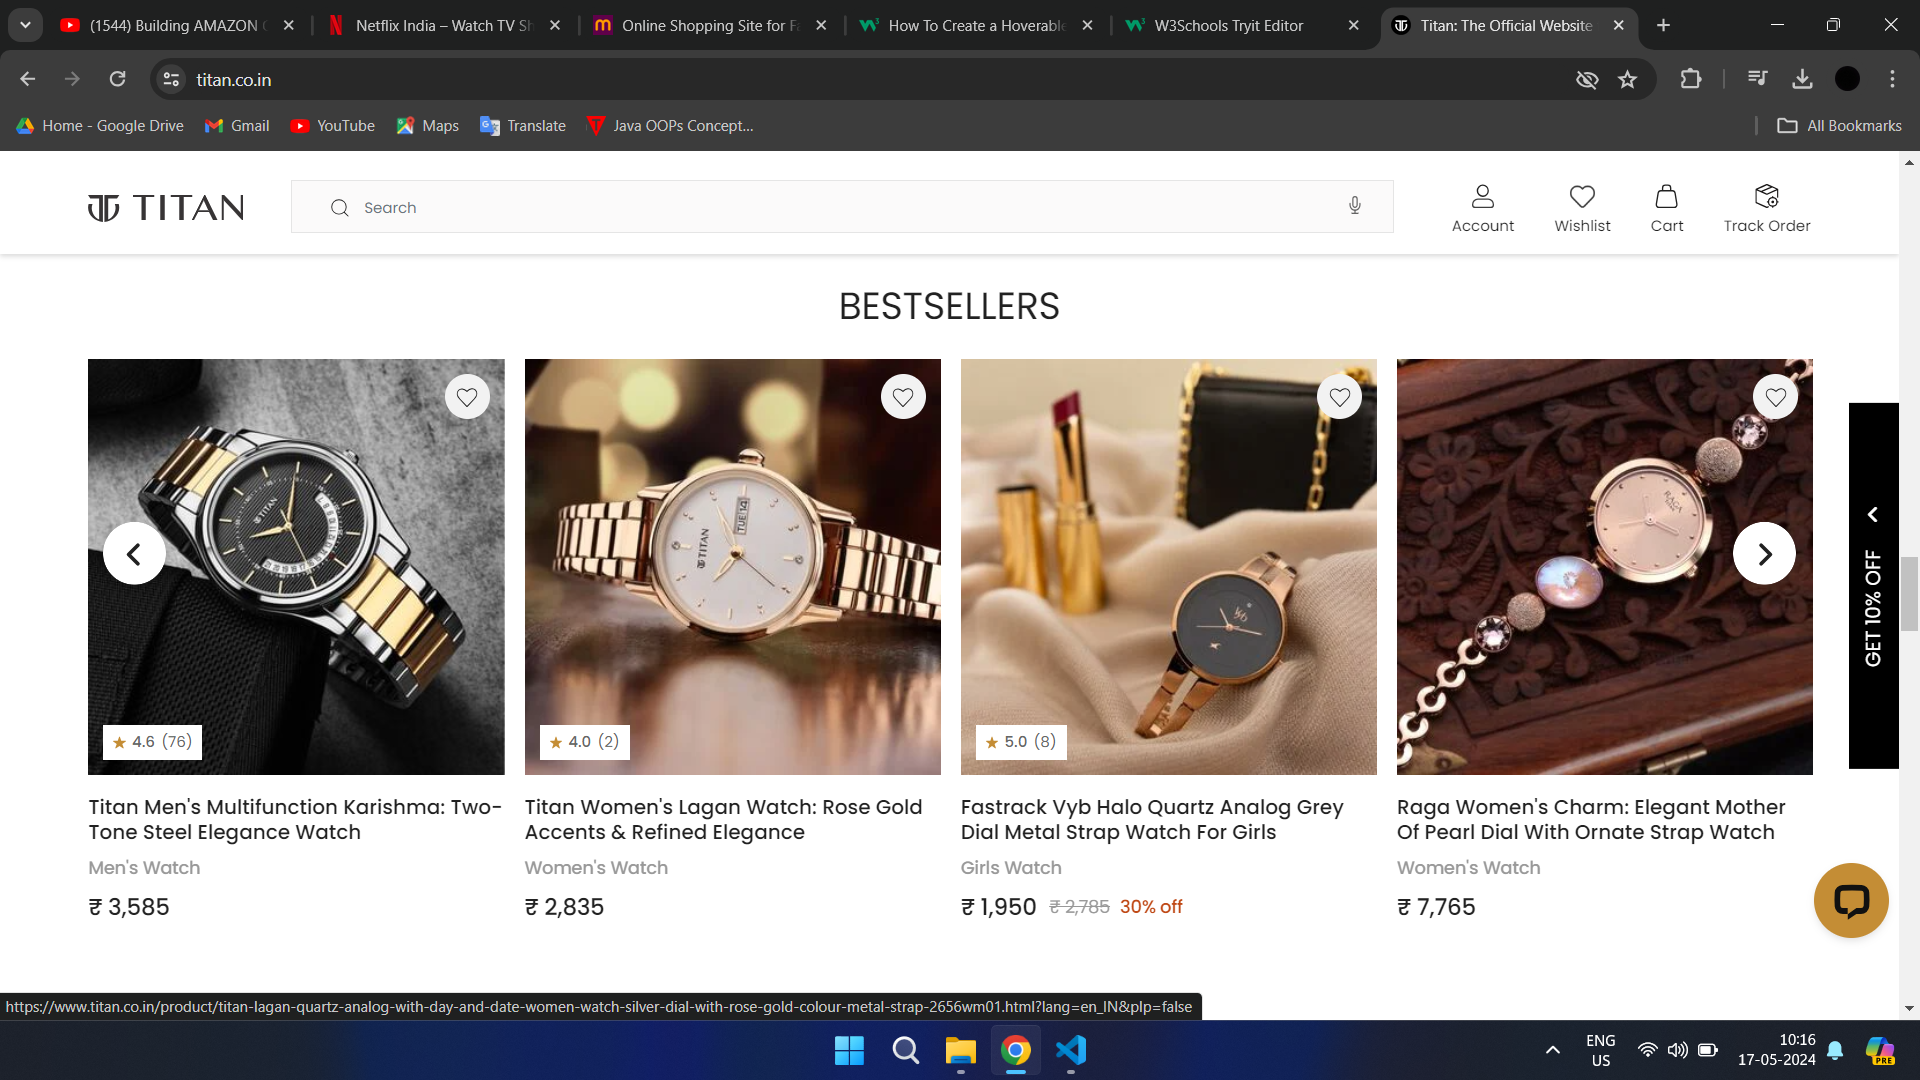 (1544) Building AMAZON
Netflix India – Watch TV Sh
Online Shopping Site for Fa
How To Create a Hoverable
W3Schools Tryit Editor
Titan: The Official Website
titan.co.in
Home - Google Drive
Gmail
YouTube
Maps
Translate
Java OOPs Concept...
All Bookmarks
TITAN
Search
Account
Wishlist
Cart
Track Order
BESTSELLERS
TITAN
TITAN
TUE 14
Vyb
RAGA
GET 10% OFF
4.6 (76)
4.0 (2)
5.0 (8)
Titan Men's Multifunction Karishma: Two-
Tone Steel Elegance Watch
Men's Watch
₹ 3,585
Titan Women's Lagan Watch: Rose Gold
Accents & Refined Elegance
Women's Watch
₹ 2,835
Fastrack Vyb Halo Quartz Analog Grey
Dial Metal Strap Watch For Girls
Girls Watch
₹ 1,950 ₹ 2,785 30% off
Raga Women's Charm: Elegant Mother
Of Pearl Dial With Ornate Strap Watch
Women's Watch
₹ 7,765
https://www.titan.co.in/product/titan-lagan-quartz-analog-with-day-and-date-women-watch-silver-dial-with-rose-gold-colour-metal-strap-2656wm01.html?lang=en_IN&plp=false
ENG
US
10:16
17-05-2024
PRE